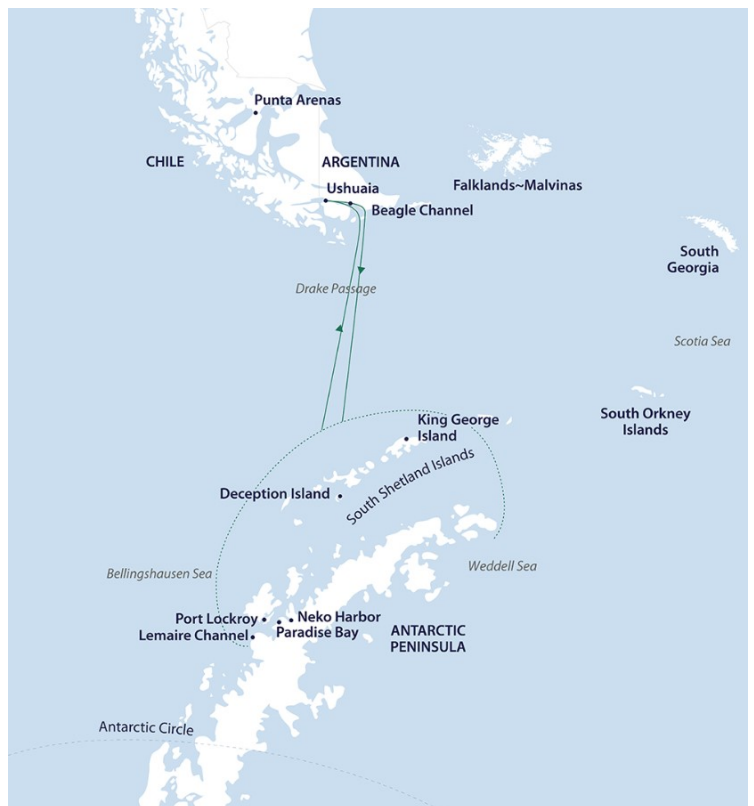 Punta Arenas
CHILE
ARGENTINA
Ushuaia
Beagle Channel
Falklands~Malvinas
South
Georgia
Drake Passage
Scotia Sea
South Orkney
Islands
King George
Island
South Shetland Islands
Deception Island
Bellingshausen Sea
Weddell Sea
Port Lockroy
Neko Harbor
Lemaire Channel
Paradise Bay
ANTARCTIC
PENINSULA
Antarctic Circle